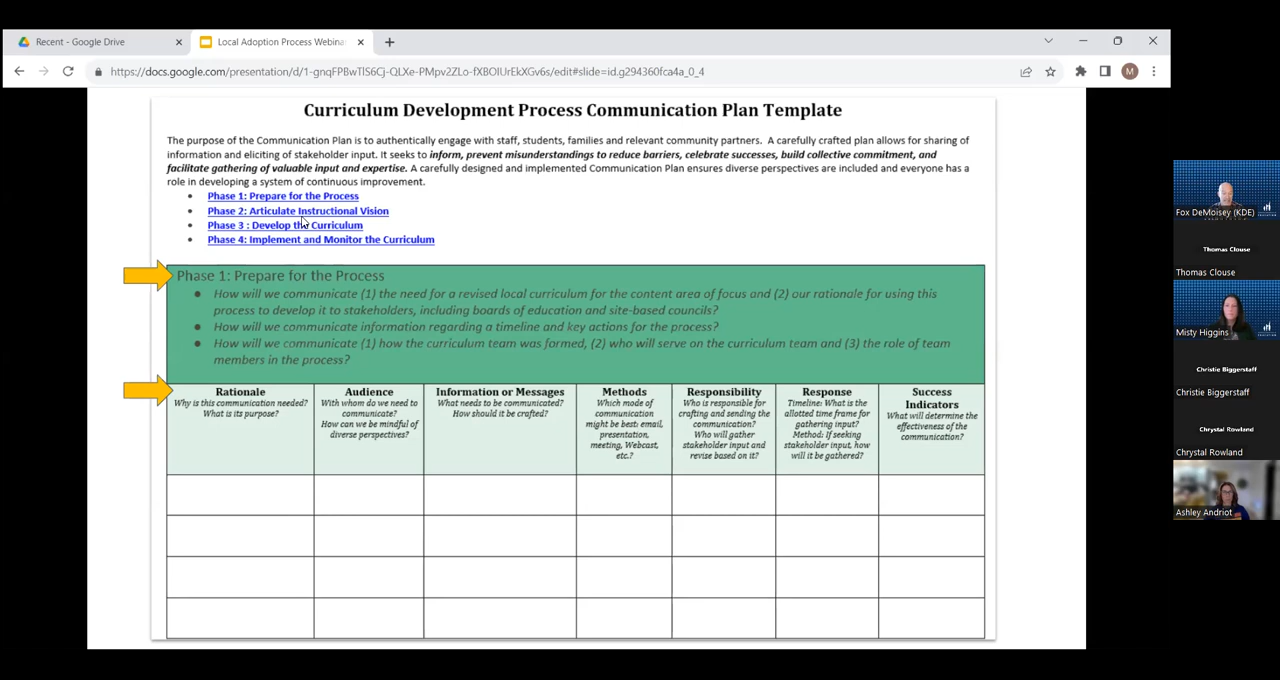 Recent - Google Drive
Local Adoption Process Webina
https://docs.google.com/presentation/d/1-gnqFPBwTlS6Cj-QLXe-PMpv2ZLo-fXBOIUrEkXGv6s/edit#slide=id.g294360fca4a_0_4
M
Curriculum Development Process Communication Plan Template
The purpose of the Communication Plan is to authentically engage with staff, students, families and relevant community partners. A carefully crafted plan allows for sharing of
information and eliciting of stakeholder input. It seeks to inform, prevent misunderstandings to reduce barriers, celebrate successes, build collective commitment, and
facilitate gathering of valuable input and expertise. A carefully designed and implemented Communication Plan ensures diverse perspectives are included and everyone has a
role in developing a system of continuous improvement.
• Phase 1: Prepare for the Process
• Phase 2: Articulate Instructional Vision
• Phase 3 : Develop the Curriculum
• Phase 4: Implement and Monitor the Curriculum
Phase 1: Prepare for the Process
● How will we communicate (1) the need for a revised local curriculum for the content area of focus and (2) our rationale for using this
process to develop it to stakeholders, including boards of education and site-based councils?
● How will we communicate information regarding a timeline and key actions for the process?
● How will we communicate (1) how the curriculum team was formed, (2) who will serve on the curriculum team and (3) the role of team
members in the process?
Rationale
Why is this communication needed?
What is its purpose?
Audience
With whom do we need to
communicate?
How can we be mindful of
diverse perspectives?
Information or Messages
What needs to be communicated?
How should it be crafted?
Methods
Which mode of
communication
might be best: email,
presentation,
meeting, Webcast,
etc.?
Responsibility
Who is responsible for
crafting and sending the
communication?
Who will gather
stakeholder input and
revise based on it?
Response
Timeline: What is the
allotted time frame for
gathering input?
Method: If seeking
stakeholder input, how
will it be gathered?
Success
Indicators
What will determine the
effectiveness of the
communication?
Fox DeMoisey (KDE)
Thomas Clouse
Thomas Clouse
Misty Higgins
Christie Biggerstaff
Christie Biggerstaff
Chrystal Rowland
Chrystal Rowland
Ashley Andriot